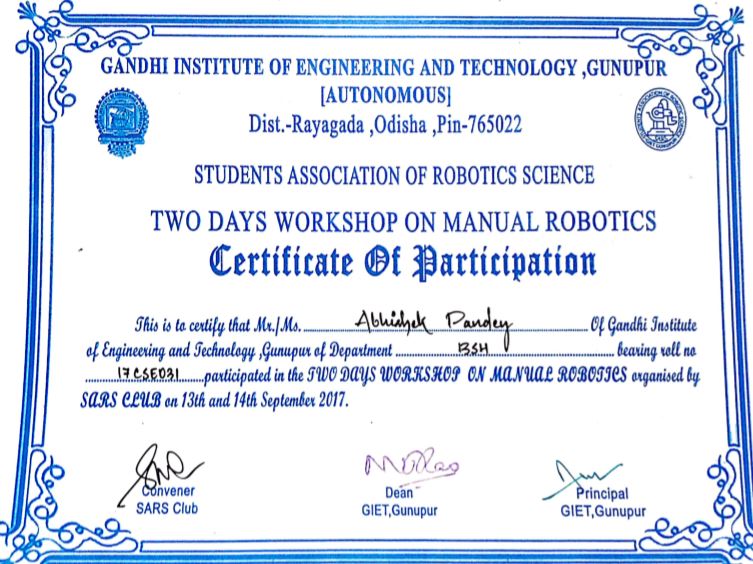 GANDHI INSTITUTE OF ENGINEERING AND TECHNOLOGY ,GUNUPUR
[AUTONOMOUS]
Dist.-Rayagada ,Odisha ,Pin-765022
STUDENTS ASSOCIATION OF ROBOTICS SCIENCE
TWO DAYS WORKSHOP ON MANUAL ROBOTICS
Certificate Of Participation
This is to certify that Mr./Ms. Abhishek Pandey Of Gandhi Institute
of Engineering and Technology ,Gunupur of Department BSH bearing roll no
17CSE031 participated in the TWO DAYS WORKSHOP ON MANUAL ROBOTICS organised by
SARS CLUB on 13th and 14th September 2017.
Convener Dean Principal
SARS Club GIET,Gunupur GIET,Gunupur